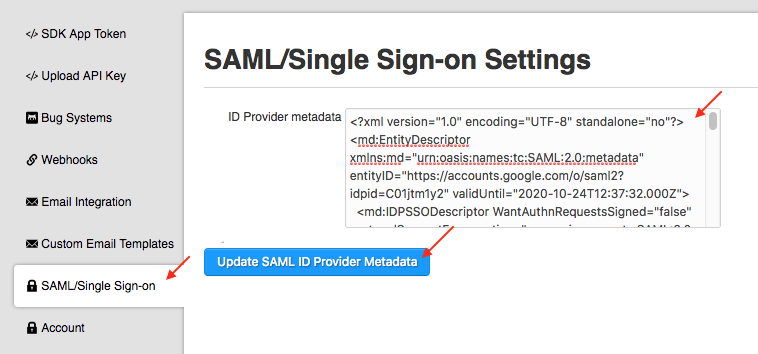 SDK App Token
Upload API Key
Bug Systems
Webhooks
Email Integration
Custom Email Templates
SAML/Single Sign-on
Account
SAML/Single Sign-on Settings
ID Provider metadata
<?xml version="1.0" encoding="UTF-8" standalone="no"?>
<md:EntityDescriptor
xmlns:md="urn:oasis:names:tc:SAML:2.0:metadata"
entityID="https://accounts.google.com/o/saml2?
idpid=C01jtm1y2" validUntil="2020-10-24T12:37:32.000Z">
<md:IDPSSODescriptor WantAuthnRequestsSigned="false"
Update SAML ID Provider Metadata